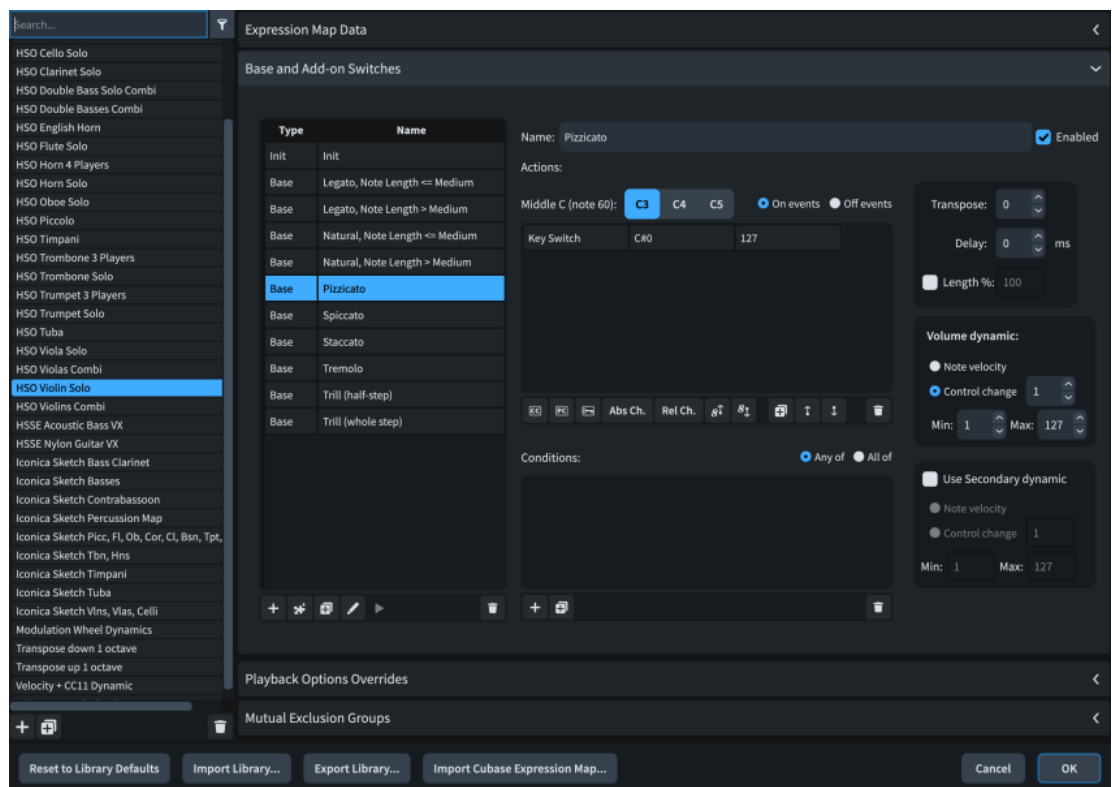 Search...
HSO Cello Solo
HSO Clarinet Solo
HSO Double Bass Solo Combi
HSO Double Basses Combi
HSO English Horn
HSO Flute Solo
HSO Horn 4 Players
HSO Horn Solo
HSO Oboe Solo
HSO Piccolo
HSO Timpani
HSO Trombone 3 Players
HSO Trombone Solo
HSO Trumpet 3 Players
HSO Trumpet Solo
HSO Tuba
HSO Viola Solo
HSO Violas Combi
HSO Violin Solo
HSO Violins Combi
HSSE Acoustic Bass VX
HSSE Nylon Guitar VX
Iconica Sketch Bass Clarinet
Iconica Sketch Basses
Iconica Sketch Contrabassoon
Iconica Sketch Percussion Map
Iconica Sketch Picc, Fl, Ob, Cor, Cl, Bsn, Tpt,
Iconica Sketch Tbn, Hns
Iconica Sketch Timpani
Iconica Sketch Tuba
Iconica Sketch Vlns, Vlas, Celli
Modulation Wheel Dynamics
Transpose down 1 octave
Transpose up 1 octave
Velocity + CC11 Dynamic
Expression Map Data
Base and Add-on Switches
Type Name
Init Init
Base Legato, Note Length <= Medium
Base Legato, Note Length > Medium
Base Natural, Note Length <= Medium
Base Natural, Note Length > Medium
Base Pizzicato
Base Spiccato
Base Staccato
Base Tremolo
Base Trill (half-step)
Base Trill (whole step)
Name: Pizzicato Enabled
Actions:
Middle C (note 60): C3 C4 C5 On events Off events
Key Switch C#0 127
CC PC Abs Ch. Rel Ch. 8 8
Conditions: Any of All of
Transpose: 0
Delay: 0 ms
Length %: 100
Volume dynamic:
Note velocity
Control change 1
Min: 1 Max: 127
Use Secondary dynamic
Note velocity
Control change 1
Min: 1 Max: 127
Playback Options Overrides
Mutual Exclusion Groups
Reset to Library Defaults Import Library... Export Library... Import Cubase Expression Map... Cancel OK